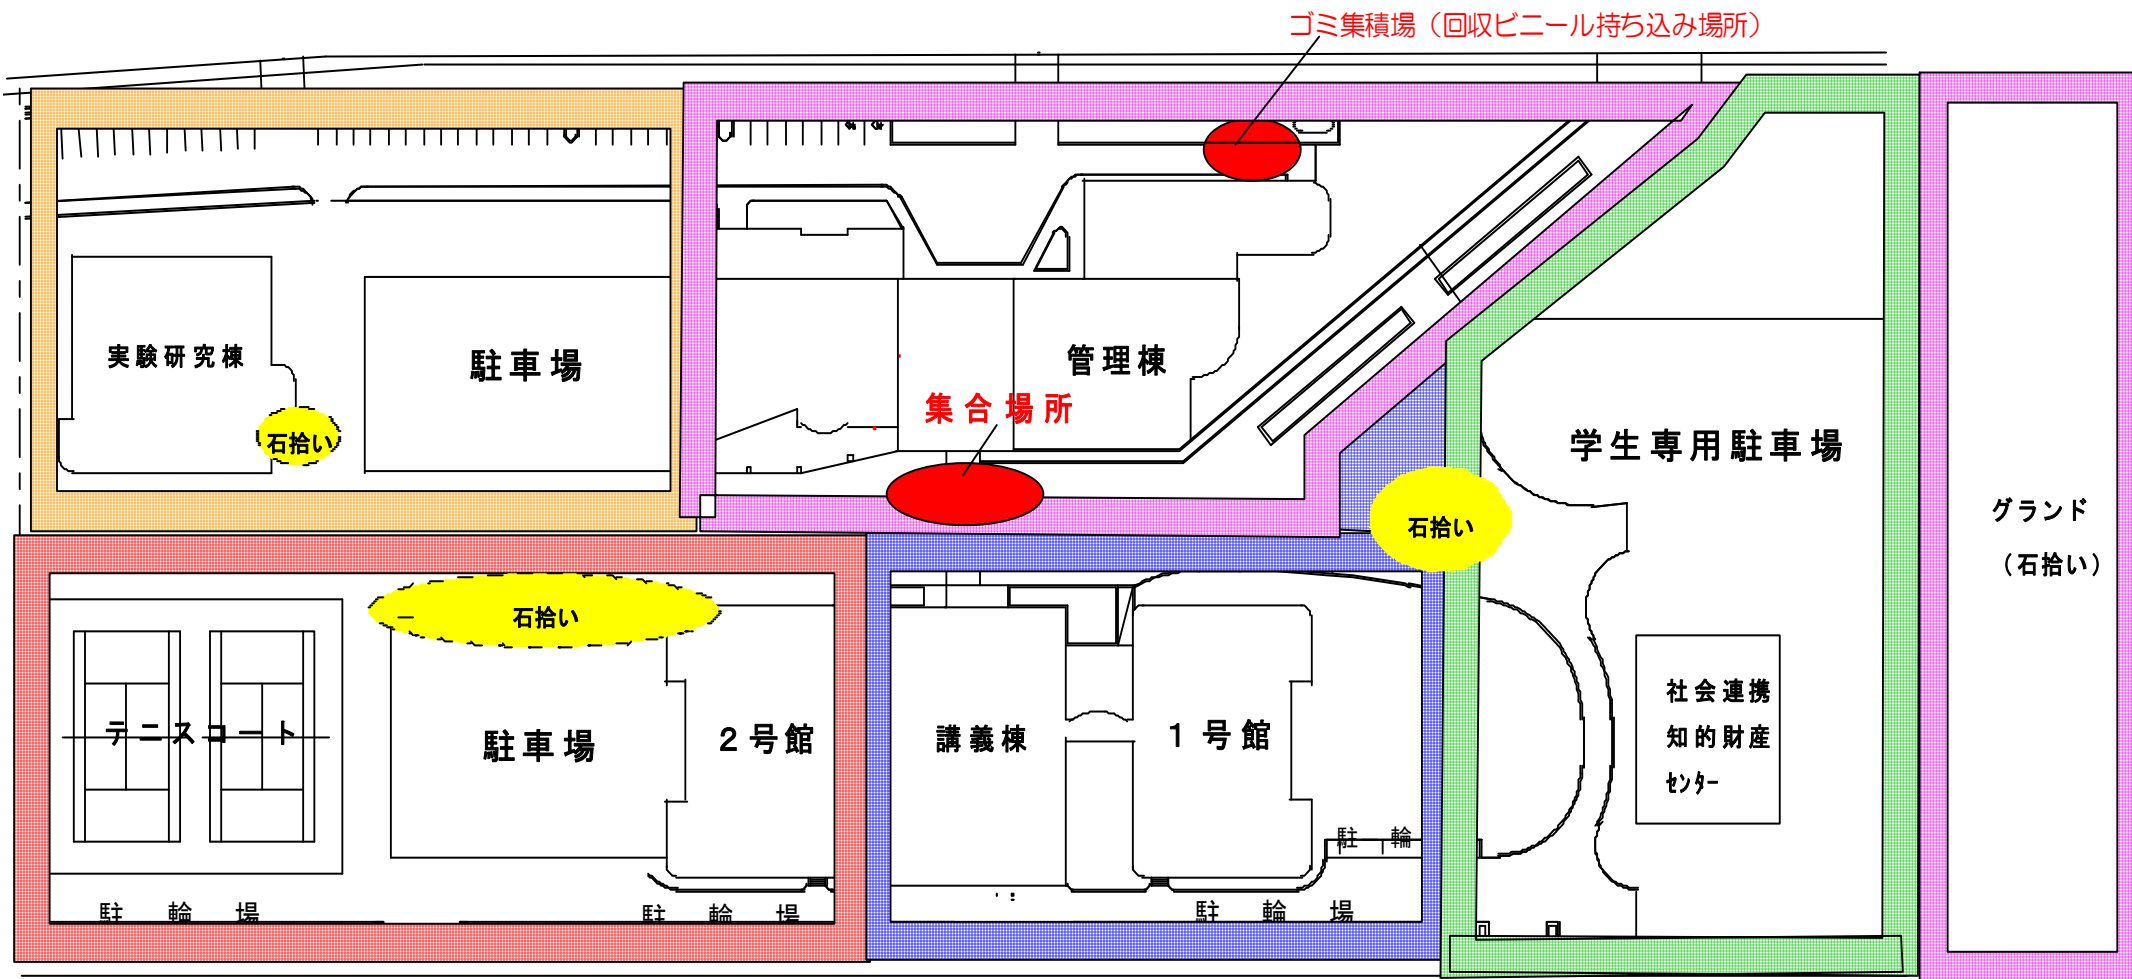 ゴミ集積場（回収ビニール持ち込み場所）
実験研究棟
駐車場
管理棟
集合場所
石拾い
学生専用駐車場
石拾い
グランド
（石拾い）
石拾い
テニスコート
駐車場
２号館
講義棟
１号館
社会連携
知的財産
センター
駐　輪
駐　輪　場
駐　輪　場
駐　輪　場